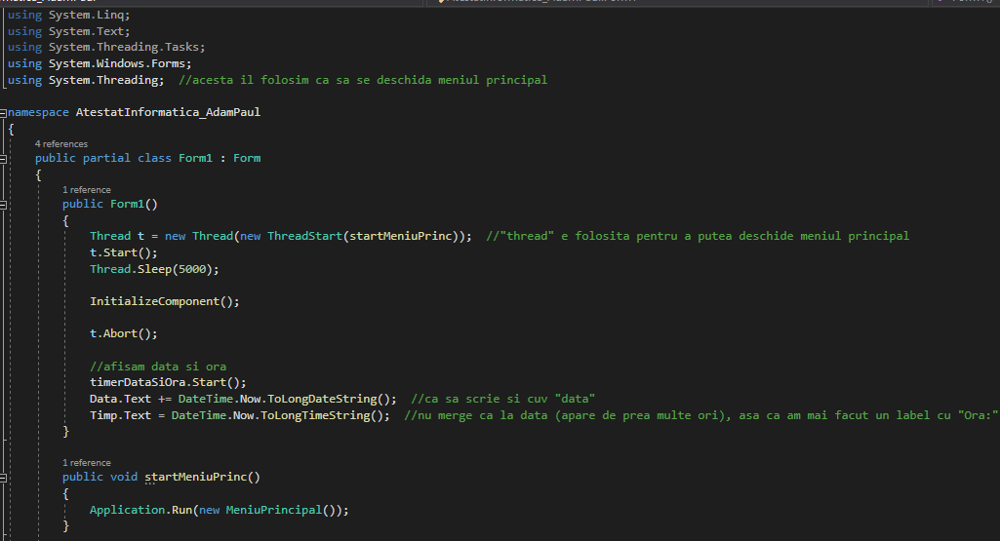 using System.Linq;
using System.Text;
using System.Threading.Tasks;
using System.Windows.Forms;
using System.Threading;  //acesta il folosim ca sa se deschida meniul principal
namespace AtestatInformatica_AdamPaul
{
4 references
public partial class Form1 : Form
{
1 reference
public Form1()
{
Thread t = new Thread(new ThreadStart(startMeniuPrinc));  //"thread" e folosita pentru a putea deschide meniul principal
t.Start();
Thread.Sleep(5000);
InitializeComponent();
t.Abort();
//afisam data si ora
timerDataSiOra.Start();
Data.Text += DateTime.Now.ToLongDateString();  //ca sa scrie si cuv "data"
Timp.Text = DateTime.Now.ToLongTimeString();  //nu merge ca la data (apare de prea multe ori), asa ca am mai facut un label cu "Ora:"
}
1 reference
public void startMeniuPrinc()
{
Application.Run(new MeniuPrincipal());
}